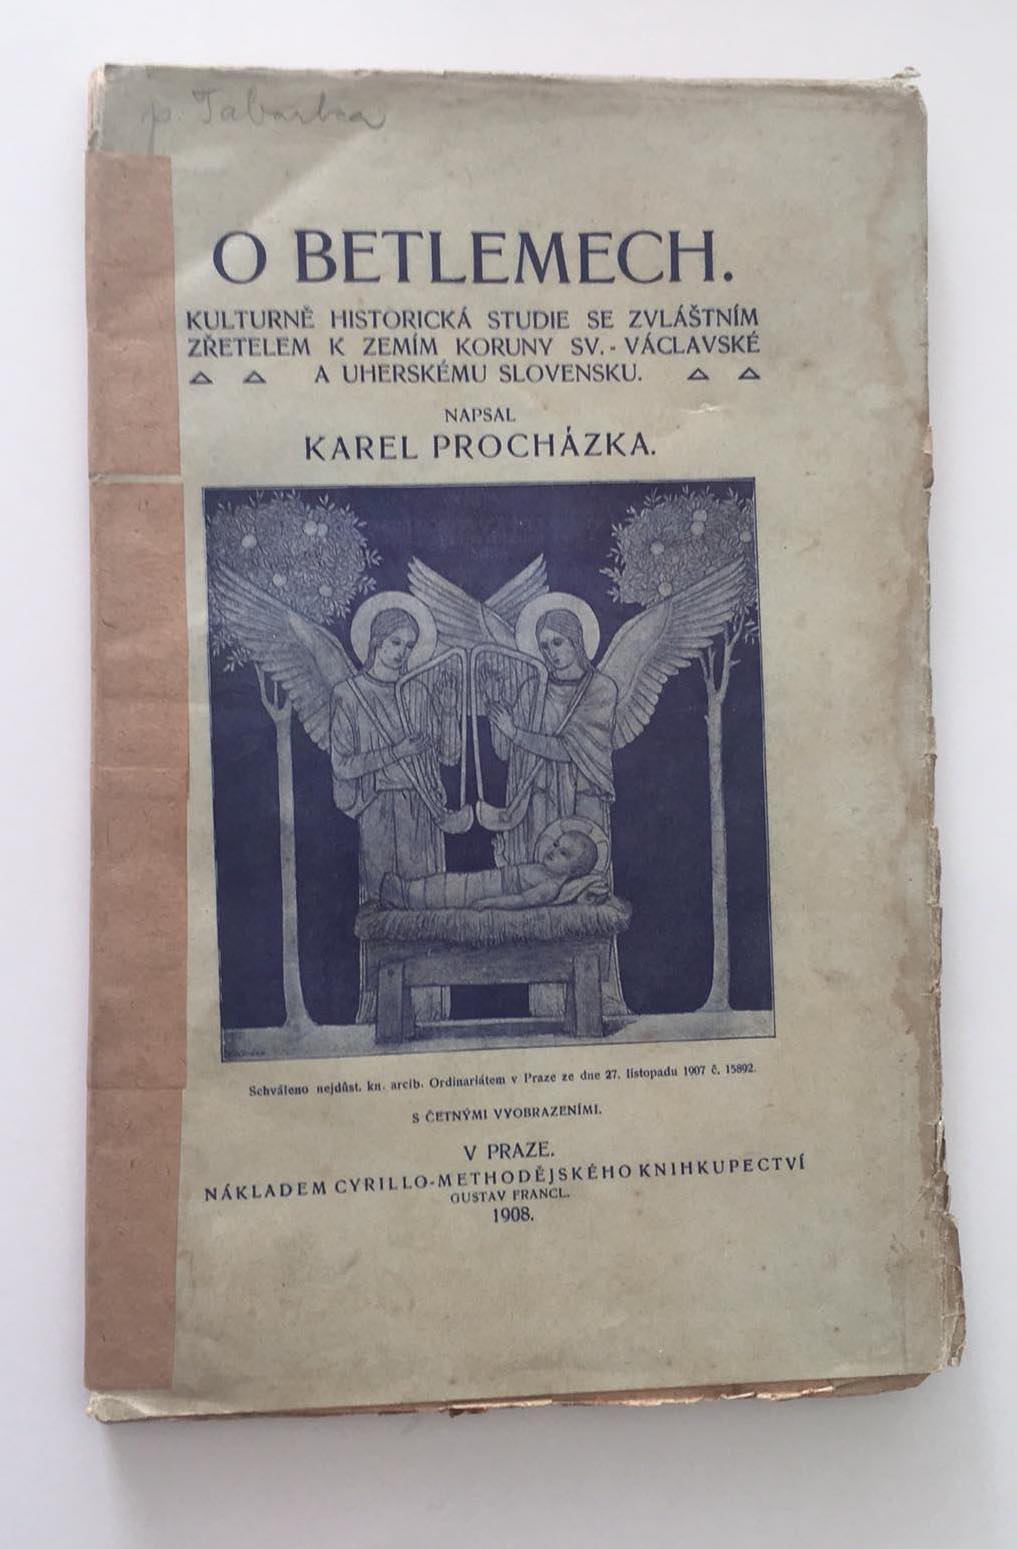 O BETLEMECH.
KULTURNĚ HISTORICKÁ STUDIE SE ZVLÁŠTNÍM
ZŘETELEM K ZEMÍM KORUNY SV.-VÁCLAVSKÉ
A UHERSKÉMU SLOVENSKU.
NAPSAL
KAREL PROCHÁZKA.
Schváleno nejdůst. kn. arcib. Ordinariátem v Praze ze dne 27. listopadu 1907 č. 15892.
S ČETNÝMI VYOBRAZENÍMI.
V PRAZE.
NÁKLADEM CYRILLO-METHODĚJSKÉHO KNIHKUPECTVÍ
GUSTAV FRANCL.
1908.